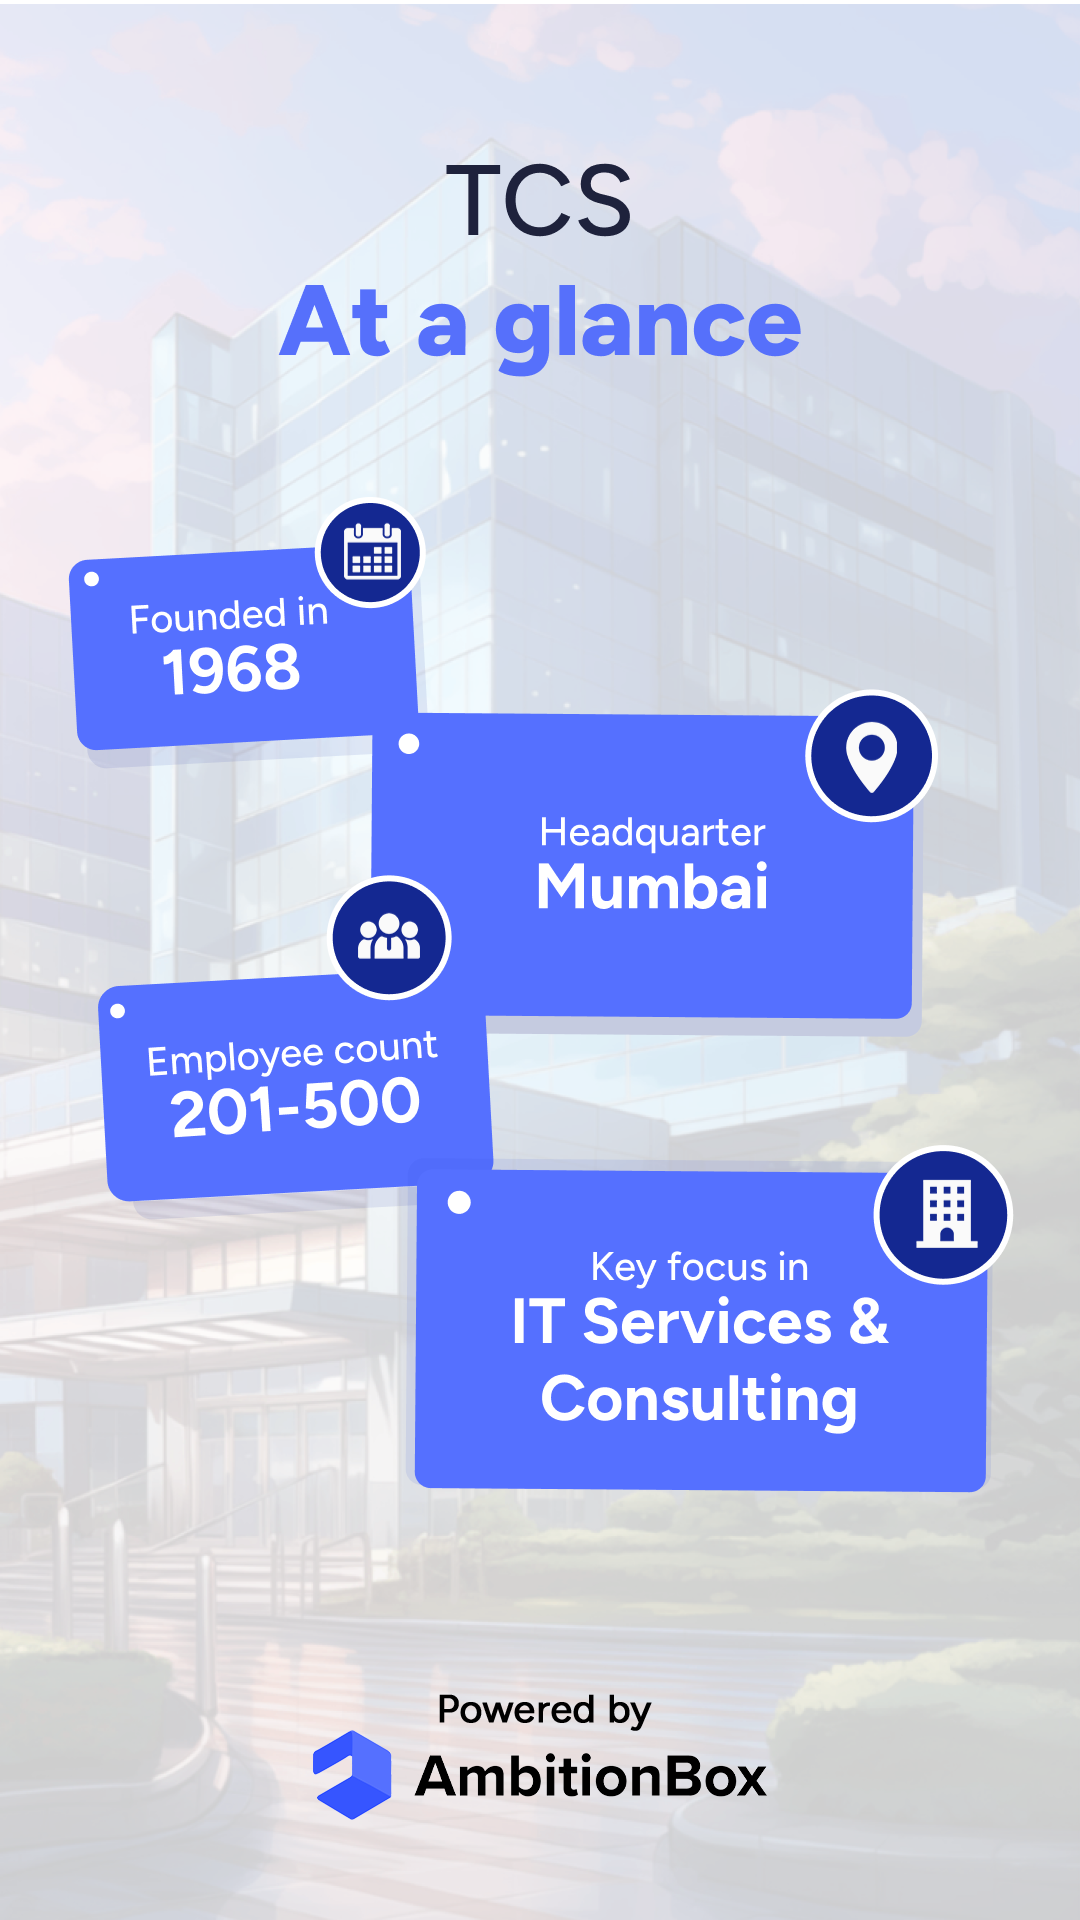 TCS
At a glance
Founded in
1968
Headquarter
Mumbai
Employee count
201-500
Key focus in
IT Services &
Consulting
Powered by
AmbitionBox